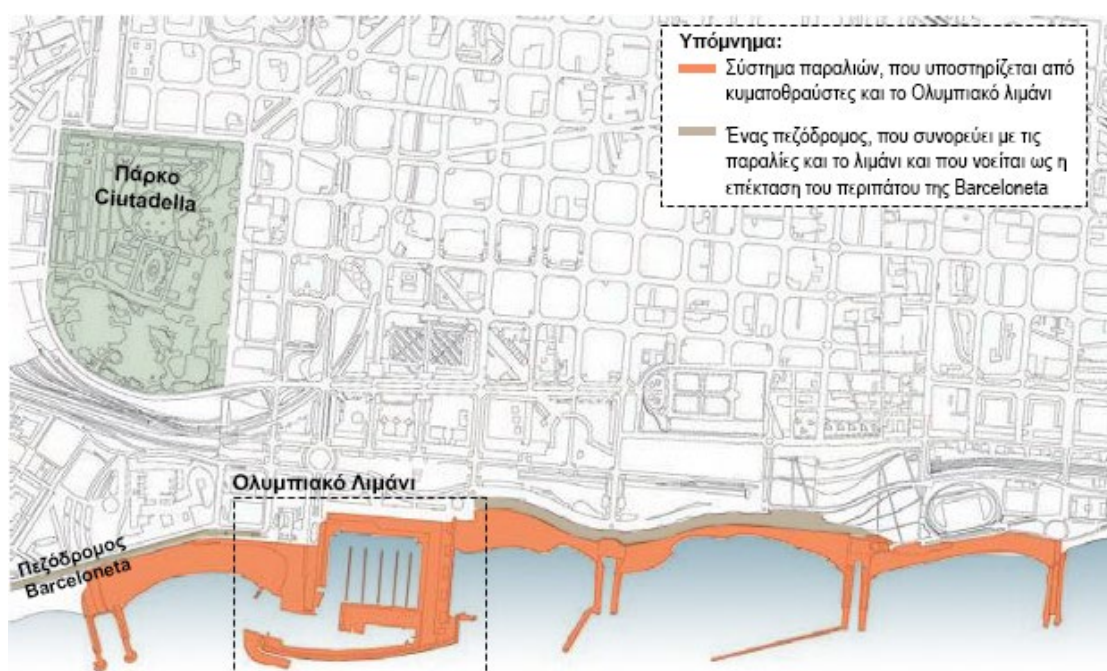 Υπόμνημα:
Σύστημα παραλιών, που υποστηρίζεται από
κυματοθραύστες και το Ολυμπιακό λιμάνι
Ένας πεζόδρομος, που συνορεύει με τις
παραλίες και το λιμάνι και που νοείται ως η
επέκταση του περιπάτου της Barceloneta
Πάρκο
Ciutadella
Ολυμπιακό Λιμάνι
Πεζόδρομος
Barceloneta